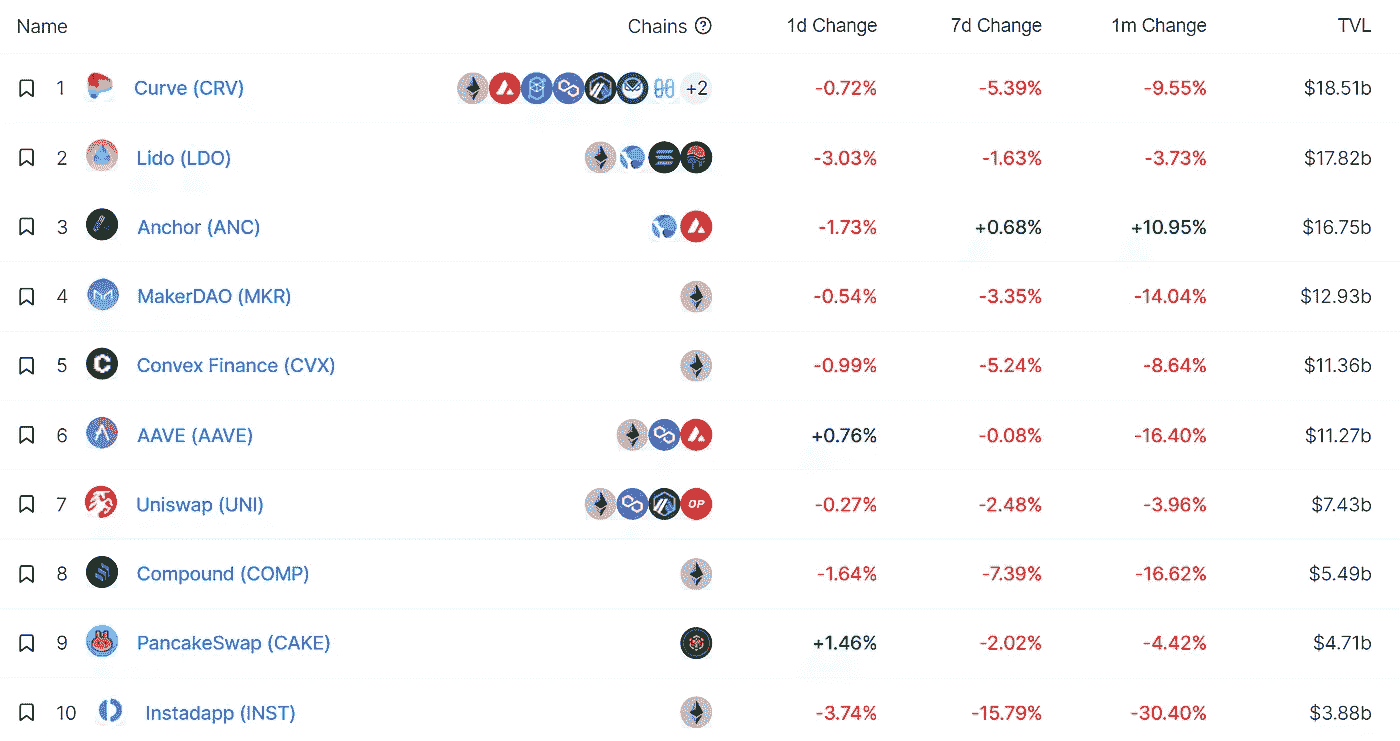 Name Chains ? 1d Change 7d Change 1m Change TVL
1 Curve (CRV) +2 -0.72% -5.39% -9.55% $18.51b
2 Lido (LDO) -3.03% -1.63% -3.73% $17.82b
3 Anchor (ANC) -1.73% +0.68% +10.95% $16.75b
4 MakerDAO (MKR) -0.54% -3.35% -14.04% $12.93b
5 Convex Finance (CVX) -0.99% -5.24% -8.64% $11.36b
6 AAVE (AAVE) +0.76% -0.08% -16.40% $11.27b
7 Uniswap (UNI) OP -0.27% -2.48% -3.96% $7.43b
8 Compound (COMP) -1.64% -7.39% -16.62% $5.49b
9 PancakeSwap (CAKE) +1.46% -2.02% -4.42% $4.71b
10 Instadapp (INST) -3.74% -15.79% -30.40% $3.88b